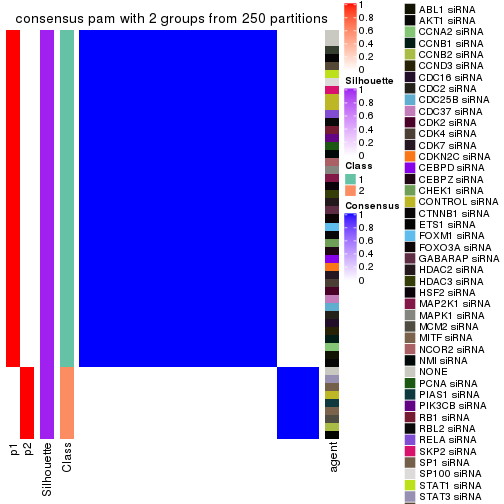 consensus pam with 2 groups from 250 partitions
p1
p2
Silhouette
Class
agent
1
0.8
0.6
0.4
0.2
0
Silhouette
1
0.8
0.6
0.4
0.2
0
Class
1
2
Consensus
1
0.8
0.6
0.4
0.2
0
ABL1 siRNA
AKT1 siRNA
CCNA2 siRNA
CCNB1 siRNA
CCNB2 siRNA
CCND3 siRNA
CDC16 siRNA
CDC2 siRNA
CDC25B siRNA
CDC37 siRNA
CDK2 siRNA
CDK4 siRNA
CDK7 siRNA
CDKN2C siRNA
CEBPD siRNA
CEBPZ siRNA
CHEK1 siRNA
CONTROL siRNA
CTNNB1 siRNA
ETS1 siRNA
FOXM1 siRNA
FOXO3A siRNA
GABARAP siRNA
HDAC2 siRNA
HDAC3 siRNA
HSF2 siRNA
MAP2K1 siRNA
MAPK1 siRNA
MCM2 siRNA
MITF siRNA
NCOR2 siRNA
NMI siRNA
NONE
PCNA siRNA
PIAS1 siRNA
PIK3CB siRNA
RB1 siRNA
RBL2 siRNA
RELA siRNA
SKP2 siRNA
SP1 siRNA
SP100 siRNA
STAT1 siRNA
STAT3 siRNA